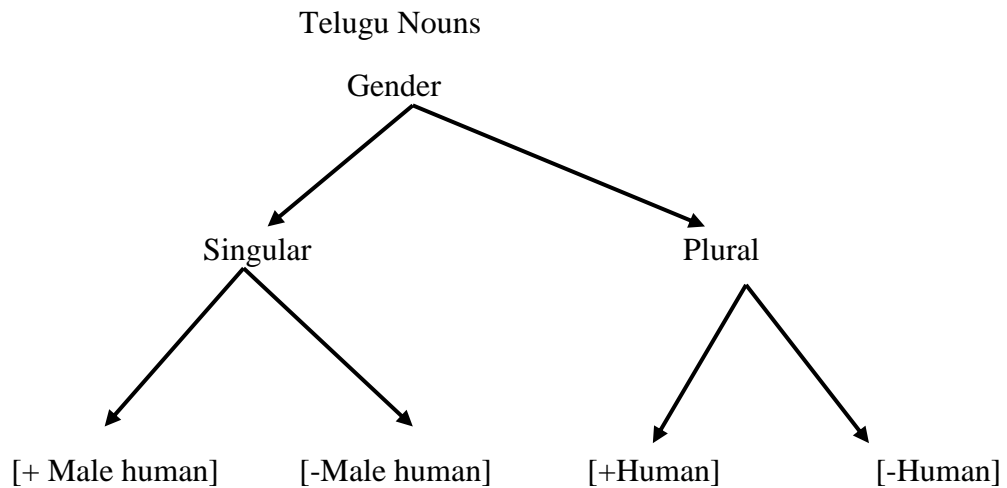 Telugu Nouns
Gender
Singular Plural
[+ Male human] [-Male human] [+Human] [-Human]